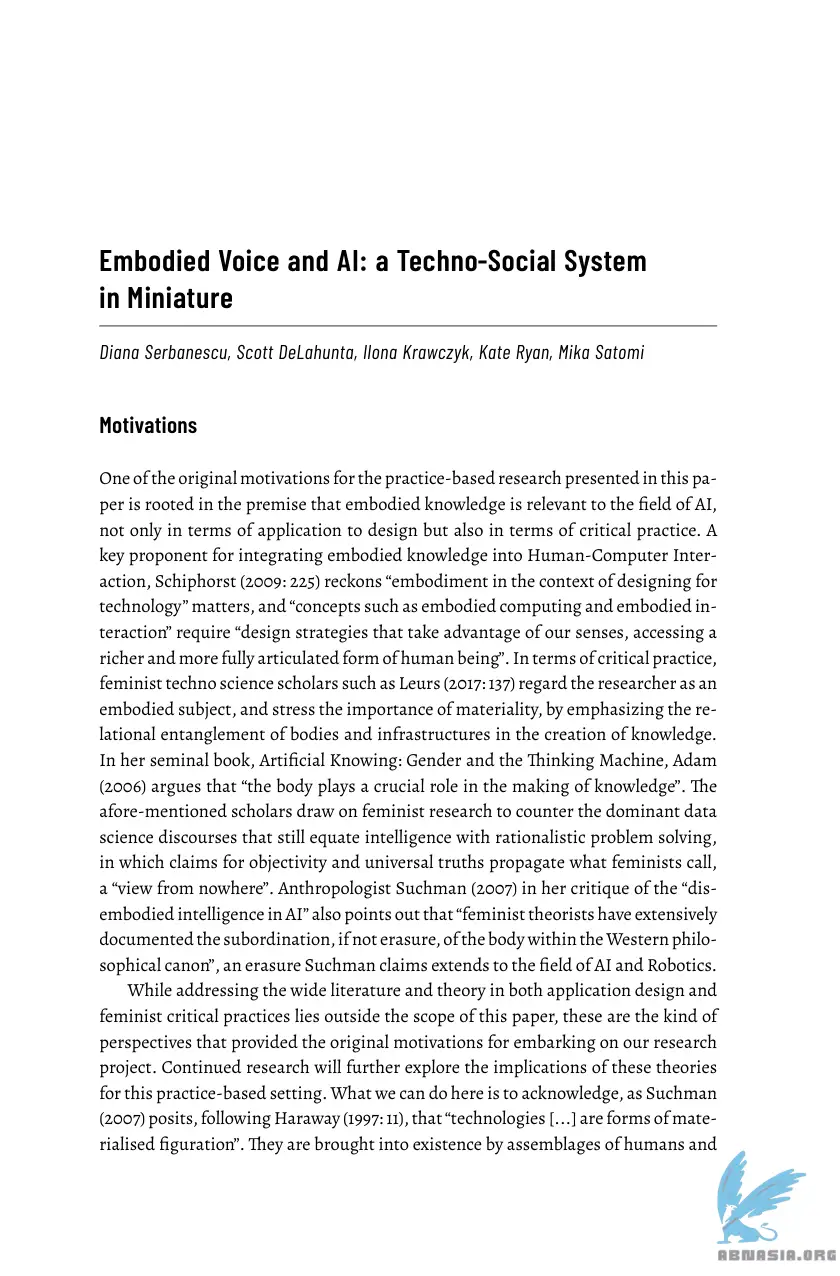 Embodied Voice and AI: a Techno-Social System
in Miniature
Diana Serbanescu, Scott DeLahunta, Ilona Krawczyk, Kate Ryan, Mika Satomi
Motivations
One of the original motivations for the practice-based research presented in this pa-
per is rooted in the premise that embodied knowledge is relevant to the field of AI,
not only in terms of application to design but also in terms of critical practice. A
key proponent for integrating embodied knowledge into Human-Computer Inter-
action, Schiphorst (2009: 225) reckons “embodiment in the context of designing for
technology” matters, and “concepts such as embodied computing and embodied in-
teraction” require “design strategies that take advantage of our senses, accessing a
richer and more fully articulated form of human being”. In terms of critical practice,
feminist techno science scholars such as Leurs (2017: 137) regard the researcher as an
embodied subject, and stress the importance of materiality, by emphasizing the re-
lational entanglement of bodies and infrastructures in the creation of knowledge.
In her seminal book, Artificial Knowing: Gender and the Thinking Machine, Adam
(2006) argues that “the body plays a crucial role in the making of knowledge”. The
afore-mentioned scholars draw on feminist research to counter the dominant data
science discourses that still equate intelligence with rationalistic problem solving,
in which claims for objectivity and universal truths propagate what feminists call,
a “view from nowhere”. Anthropologist Suchman (2007) in her critique of the “dis-
embodied intelligence in AI” also points out that “feminist theorists have extensively
documented the subordination, if not erasure, of the body within the Western philo-
sophical canon”, an erasure Suchman claims extends to the field of AI and Robotics.
While addressing the wide literature and theory in both application design and
feminist critical practices lies outside the scope of this paper, these are the kind of
perspectives that provided the original motivations for embarking on our research
project. Continued research will further explore the implications of these theories
for this practice-based setting. What we can do here is to acknowledge, as Suchman
(2007) posits, following Haraway (1997: 11), that “technologies [...] are forms of mate-
rialised figuration”. They are brought into existence by assemblages of humans and
ABNASIA.ORG